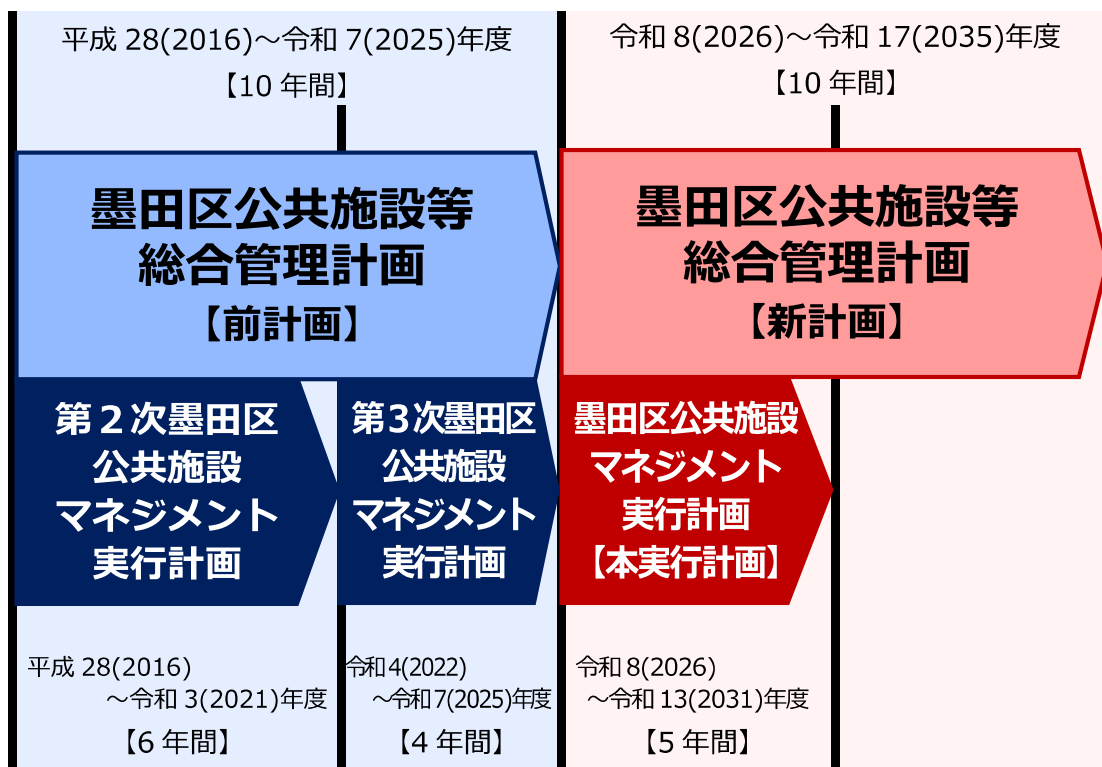 平成 28(2016)～令和 7(2025)年度
【10 年間】
令和 8(2026)～令和 17(2035)年度
【10 年間】
墨田区公共施設等
総合管理計画
【前計画】
墨田区公共施設等
総合管理計画
【新計画】
第２次墨田区
公共施設
マネジメント
実行計画
第３次墨田区
公共施設
マネジメント
実行計画
墨田区公共施設
マネジメント
実行計画
【本実行計画】
平成 28(2016)
～令和 3(2021)年度
【6 年間】
令和4(2022)
～令和7(2025)年度
【4 年間】
令和 8(2026)
～令和 13(2031)年度
【5 年間】